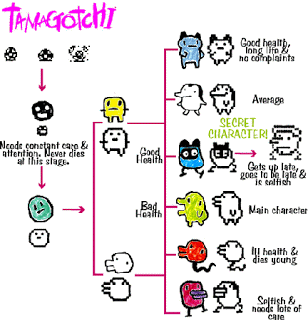 TAMAGOTCHI
Good health,
long life &
no complaints
Average
Needs constant care &
attention. Never dies
at this stage.
Good
Health
SECRET
CHARACTER!
Gets up late,
goes to be late &
is selfish
Bad
Health
Main character
Ill health &
dies young
Selfish &
needs lots of
care